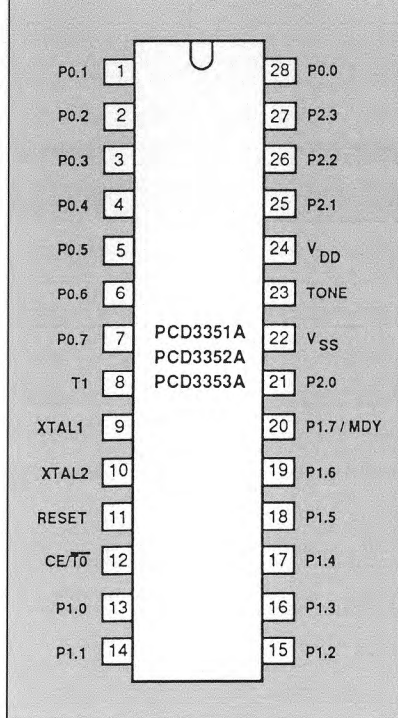 P0.1 1 28 P0.0
P0.2 2 27 P2.3
P0.3 3 26 P2.2
P0.4 4 25 P2.1
P0.5 5 24 VDD
P0.6 6 23 TONE
P0.7 7 PCD3351A 22 VSS
PCD3352A
T1 8 PCD3353A 21 P2.0
XTAL1 9 20 P1.7 / MDY
XTAL2 10 19 P1.6
RESET 11 18 P1.5
CE/T̅0̅ 12 17 P1.4
P1.0 13 16 P1.3
P1.1 14 15 P1.2